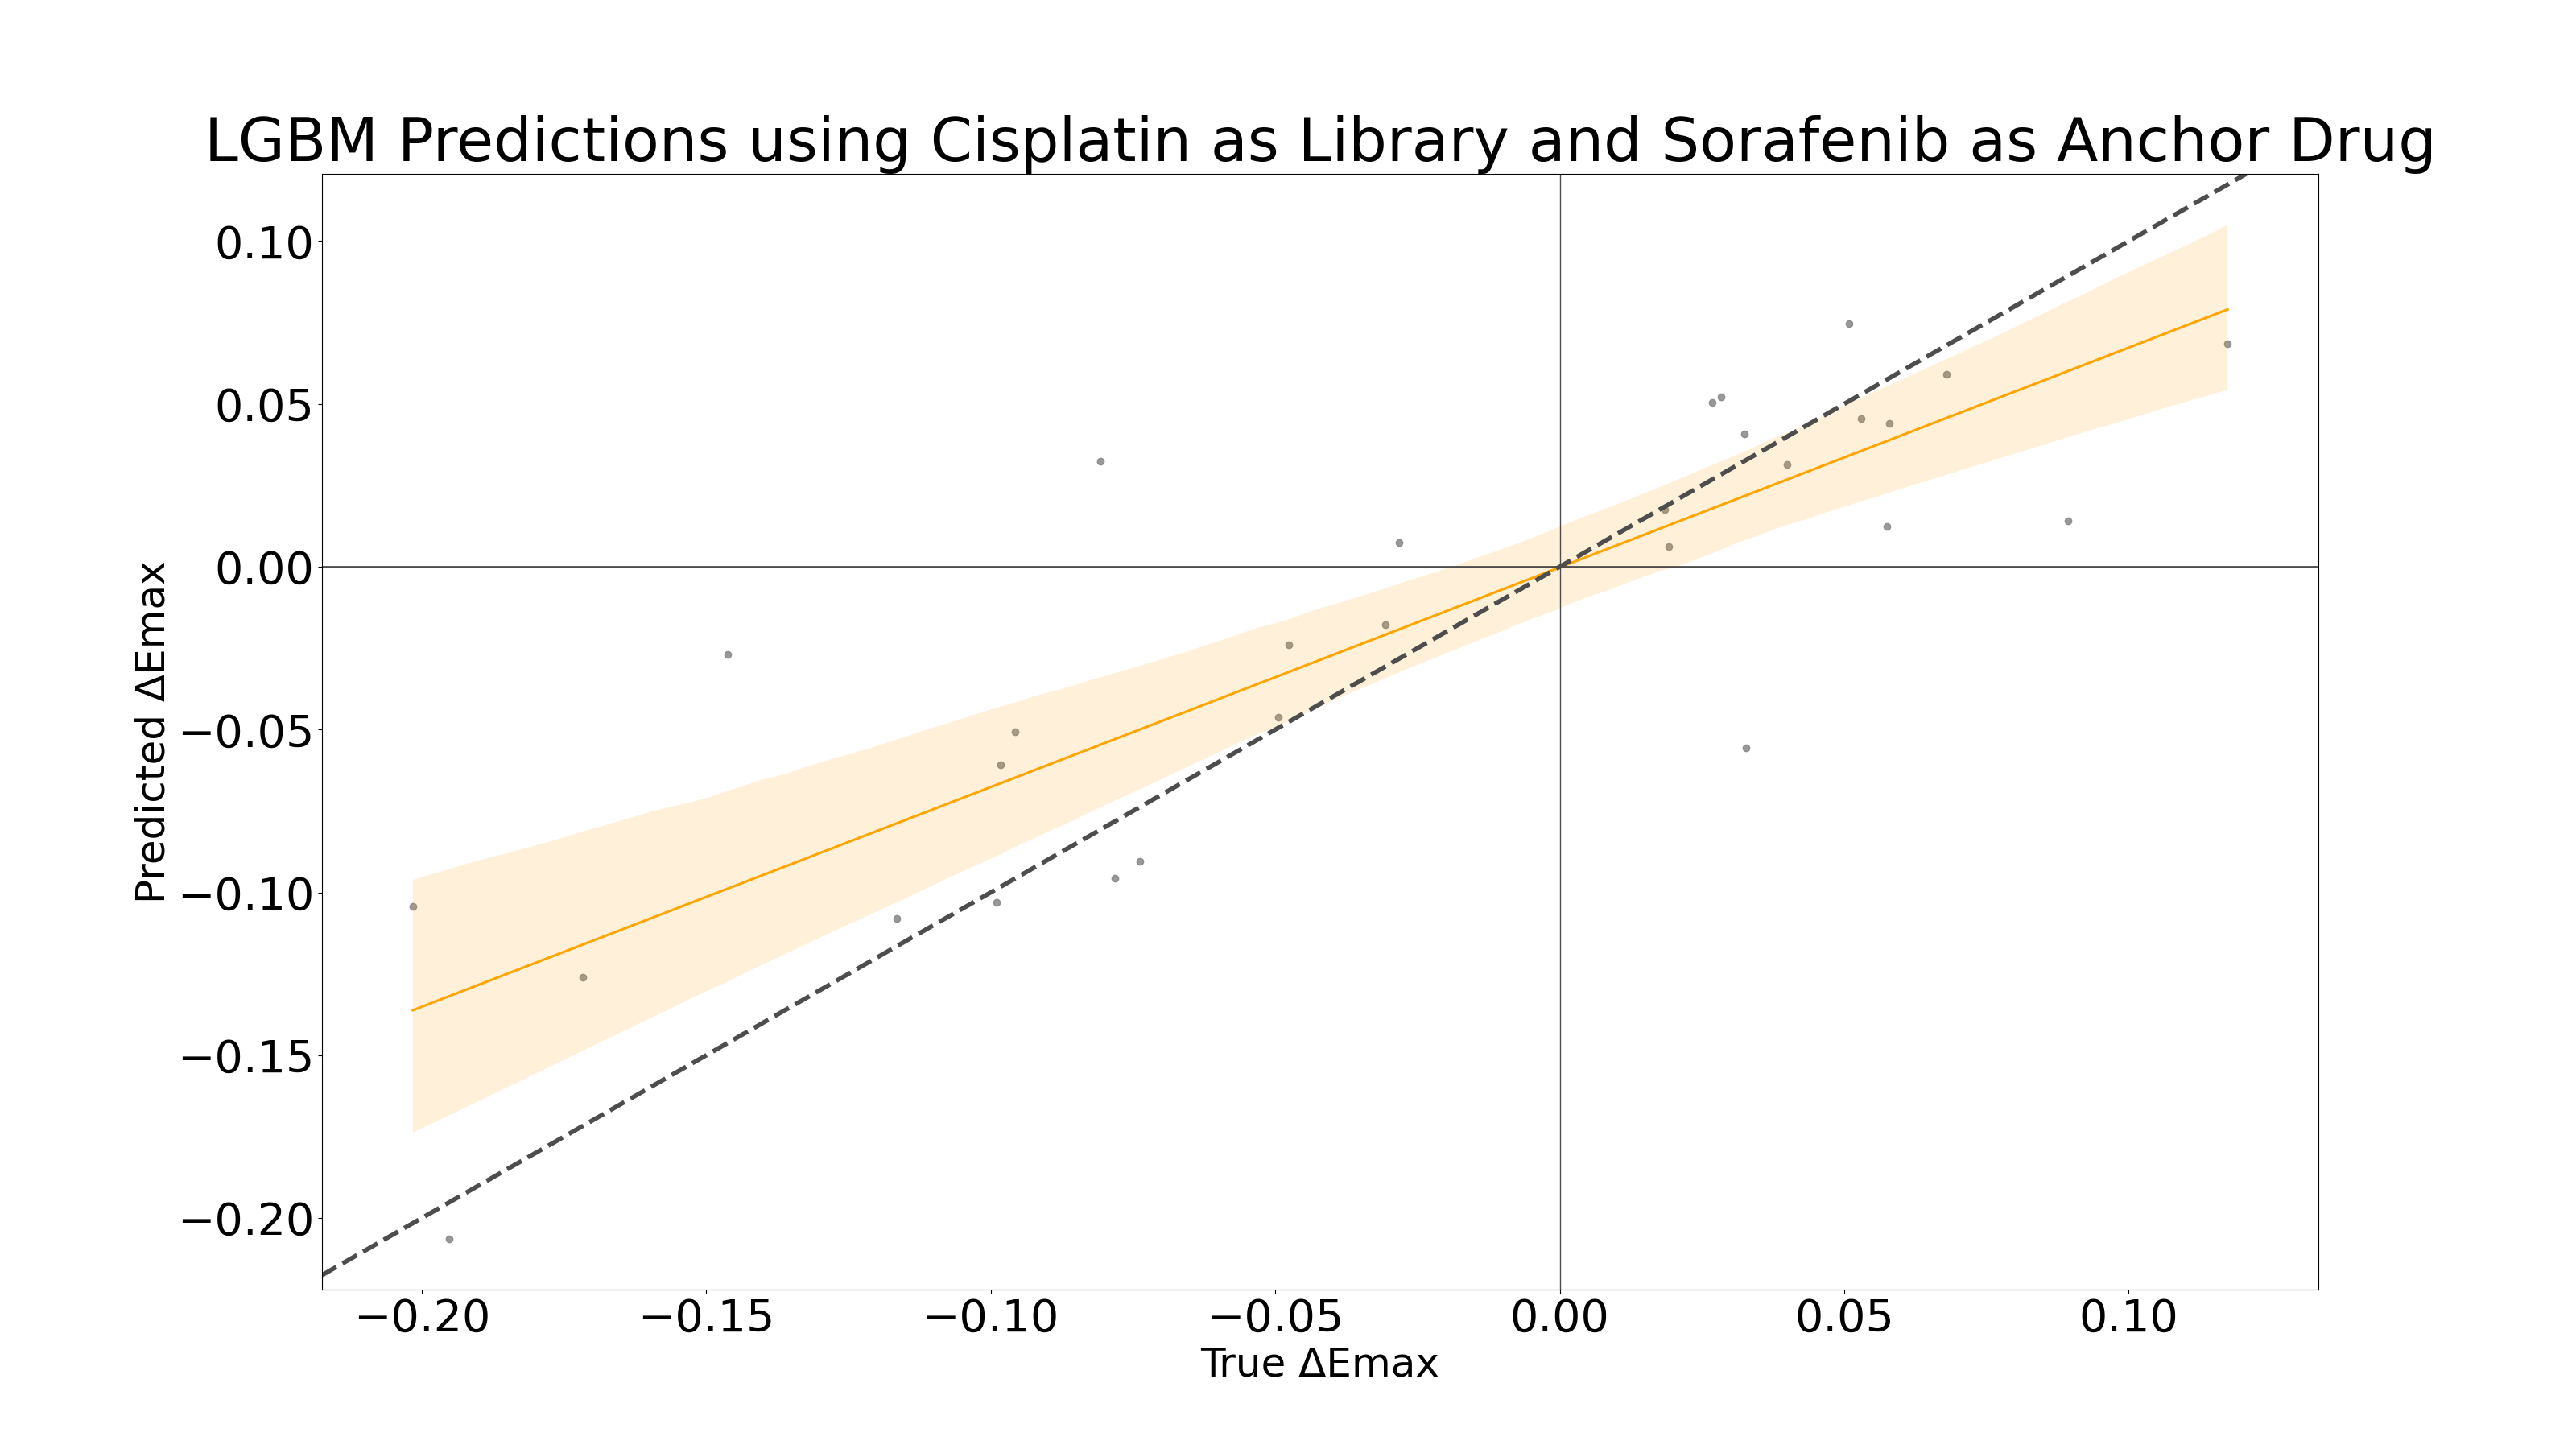 LGBM Predictions using Cisplatin as Library and Sorafenib as Anchor Drug
0.10
0.05
0.00
−0.05
−0.10
−0.15
−0.20
Predicted ΔEmax
−0.20 −0.15 −0.10 −0.05 0.00 0.05 0.10
True ΔEmax